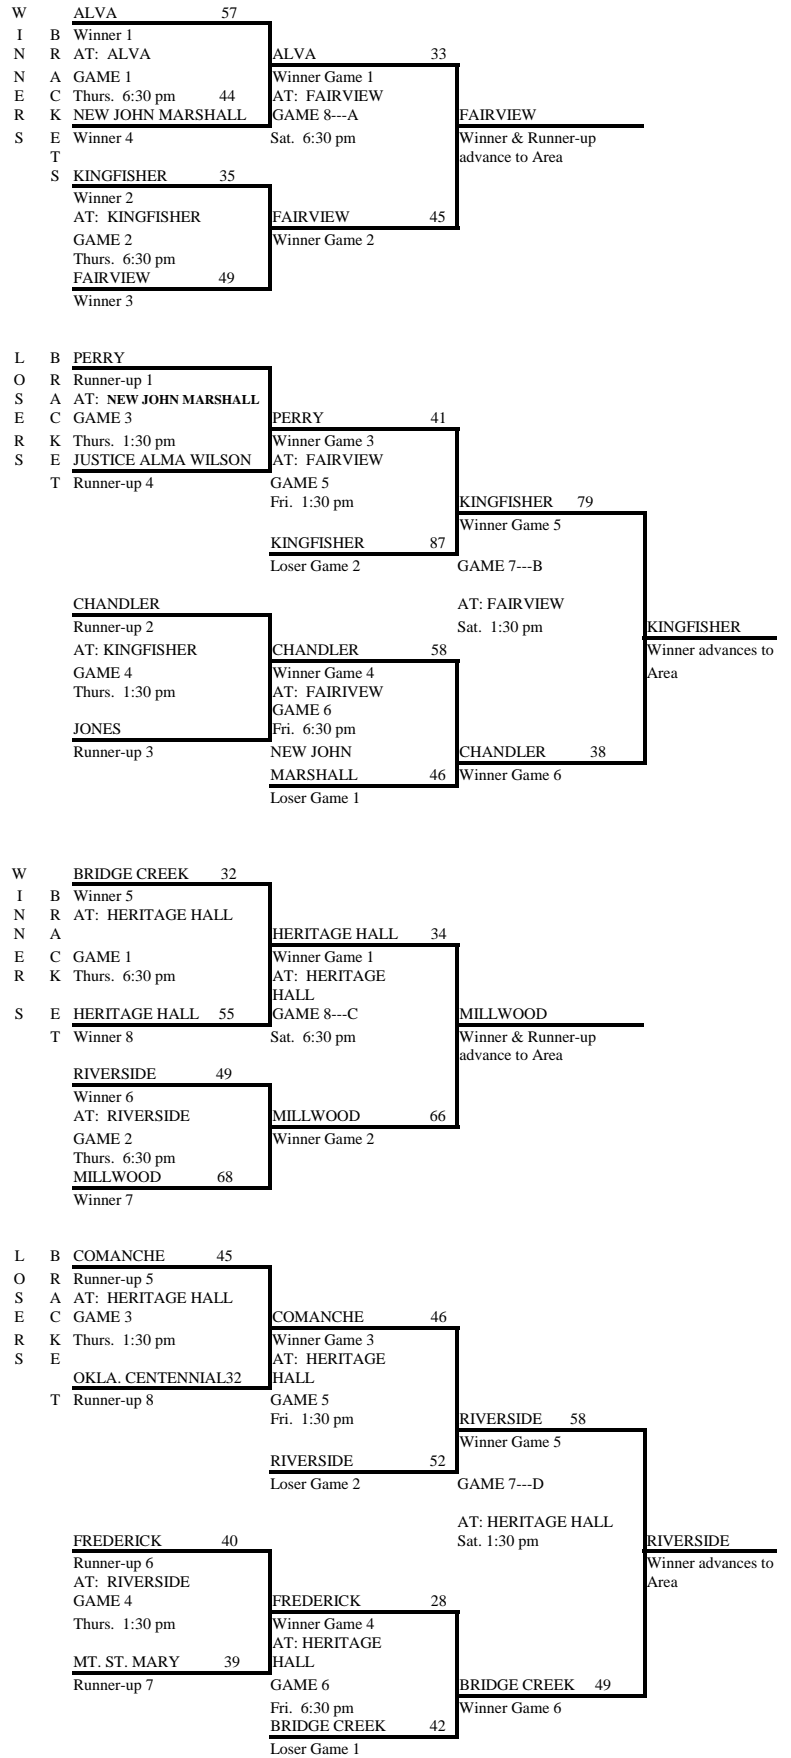 W ALVA 57
I B Winner 1
N R AT: ALVA ALVA 33
N A GAME 1 Winner Game 1
E C Thurs. 6:30 pm 44 AT: FAIRVIEW
R K NEW JOHN MARSHALL GAME 8---A FAIRVIEW
S E Winner 4 Sat. 6:30 pm Winner & Runner-up
T advance to Area
S KINGFISHER 35
Winner 2
AT: KINGFISHER FAIRVIEW 45
GAME 2 Winner Game 2
Thurs. 6:30 pm
FAIRVIEW 49
Winner 3
L B PERRY
O R Runner-up 1
S A AT: NEW JOHN MARSHALL
E C GAME 3 PERRY 41
R K Thurs. 1:30 pm Winner Game 3
S E JUSTICE ALMA WILSON AT: FAIRVIEW
T Runner-up 4 GAME 5
Fri. 1:30 pm KINGFISHER 79
Winner Game 5
KINGFISHER 87
Loser Game 2 GAME 7---B
CHANDLER AT: FAIRVIEW
Runner-up 2 Sat. 1:30 pm KINGFISHER
AT: KINGFISHER CHANDLER 58 Winner advances to
GAME 4 Winner Game 4 Area
Thurs. 1:30 pm AT: FAIRIVEW
GAME 6
JONES Fri. 6:30 pm
Runner-up 3 NEW JOHN CHANDLER 38
MARSHALL 46 Winner Game 6
Loser Game 1
W BRIDGE CREEK 32
I B Winner 5
N R AT: HERITAGE HALL
N A HERITAGE HALL 34
E C GAME 1 Winner Game 1
R K Thurs. 6:30 pm AT: HERITAGE
HALL
S E HERITAGE HALL 55 GAME 8---C MILLWOOD
T Winner 8 Sat. 6:30 pm Winner & Runner-up
advance to Area
RIVERSIDE 49
Winner 6
AT: RIVERSIDE MILLWOOD 66
GAME 2 Winner Game 2
Thurs. 6:30 pm
MILLWOOD 68
Winner 7
L B COMANCHE 45
O R Runner-up 5
S A AT: HERITAGE HALL
E C GAME 3 COMANCHE 46
R K Thurs. 1:30 pm Winner Game 3
S E AT: HERITAGE
OKLA. CENTENNIAL32 HALL
T Runner-up 8 GAME 5
Fri. 1:30 pm RIVERSIDE 58
Winner Game 5
RIVERSIDE 52
Loser Game 2 GAME 7---D
AT: HERITAGE HALL
FREDERICK 40 Sat. 1:30 pm RIVERSIDE
Runner-up 6 Winner advances to
AT: RIVERSIDE Area
GAME 4 FREDERICK 28
Thurs. 1:30 pm Winner Game 4
AT: HERITAGE
MT. ST. MARY 39 HALL
Runner-up 7 GAME 6 BRIDGE CREEK 49
Fri. 6:30 pm Winner Game 6
BRIDGE CREEK 42
Loser Game 1